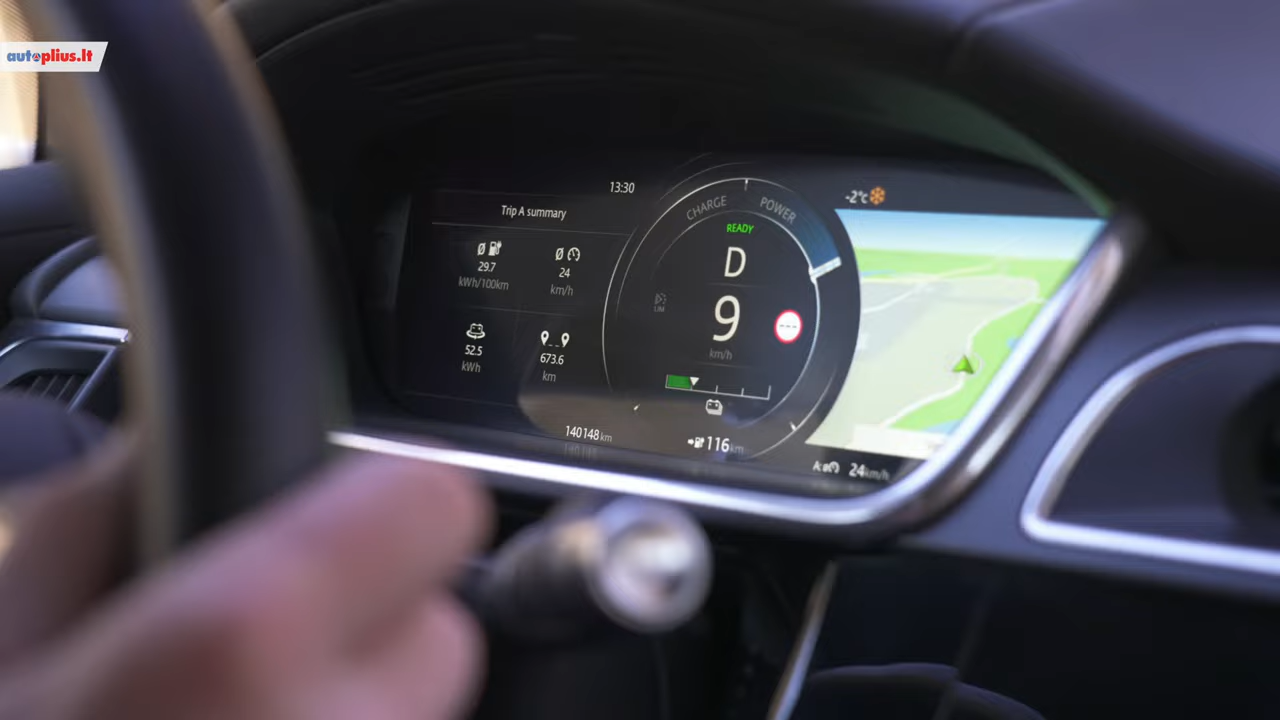 autoplius.lt
13:30
-2°c
Trip A summary
CHARGE
POWER
READY
Ø
Ø
29.7
24
kWh/100km
km/h
D
9
km/h
LIM
52.5
673.6
kWh
km
140148 km
116 km
A:ø 24 km/h